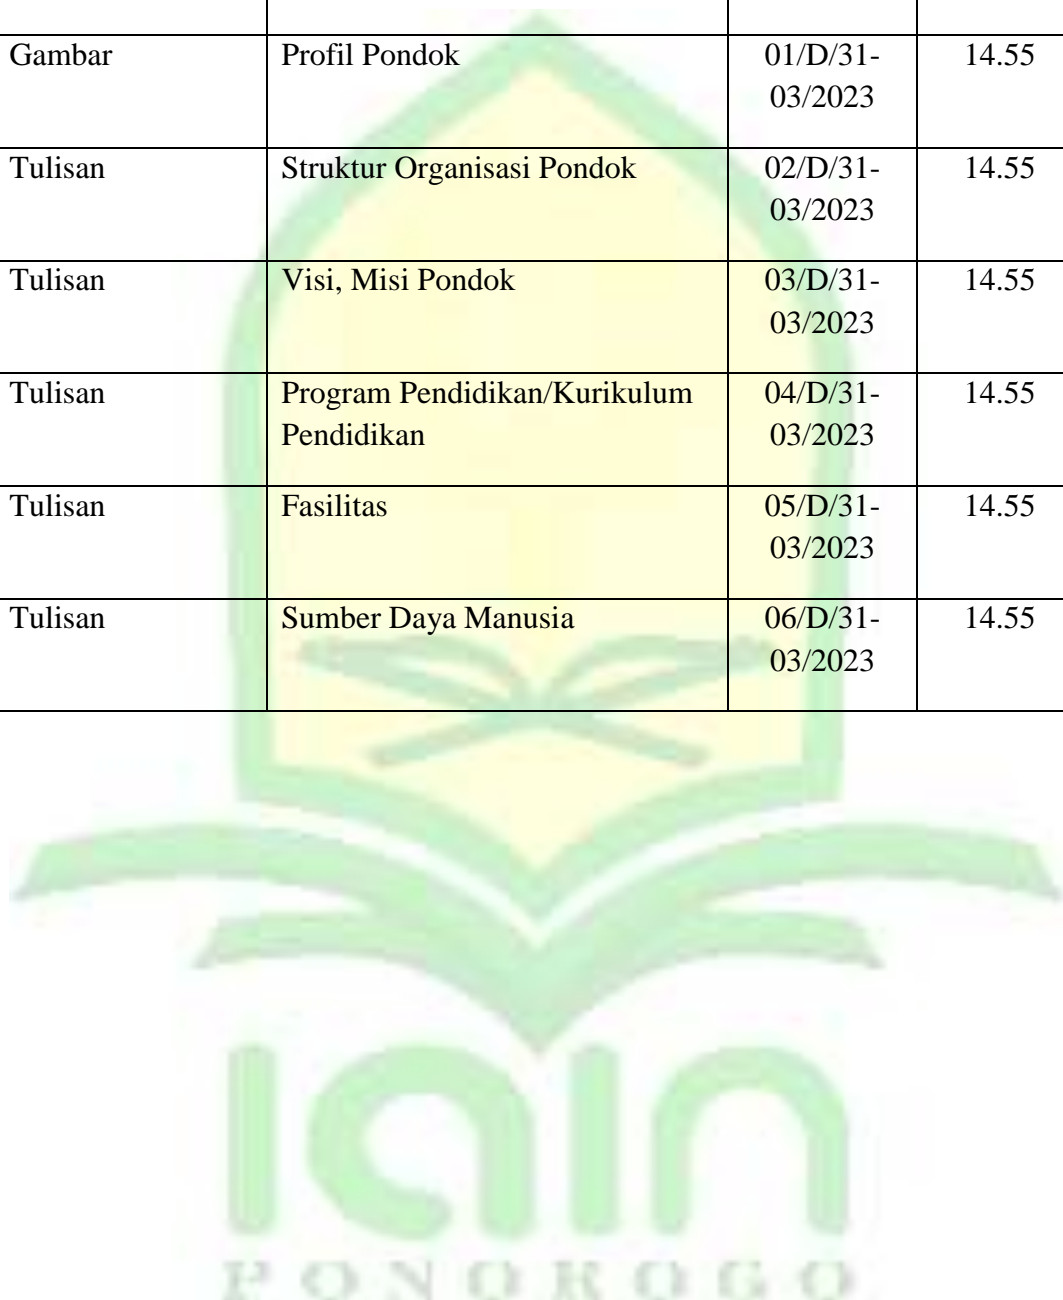 Gambar Profil Pondok 01/D/31- 14.55
03/2023
Tulisan Struktur Organisasi Pondok 02/D/31- 14.55
03/2023
Tulisan Visi, Misi Pondok 03/D/31- 14.55
03/2023
Tulisan Program Pendidikan/Kurikulum 04/D/31- 14.55
Pendidikan 03/2023
Tulisan Fasilitas 05/D/31- 14.55
03/2023
Tulisan Sumber Daya Manusia 06/D/31- 14.55
03/2023
iain
PONOROGO